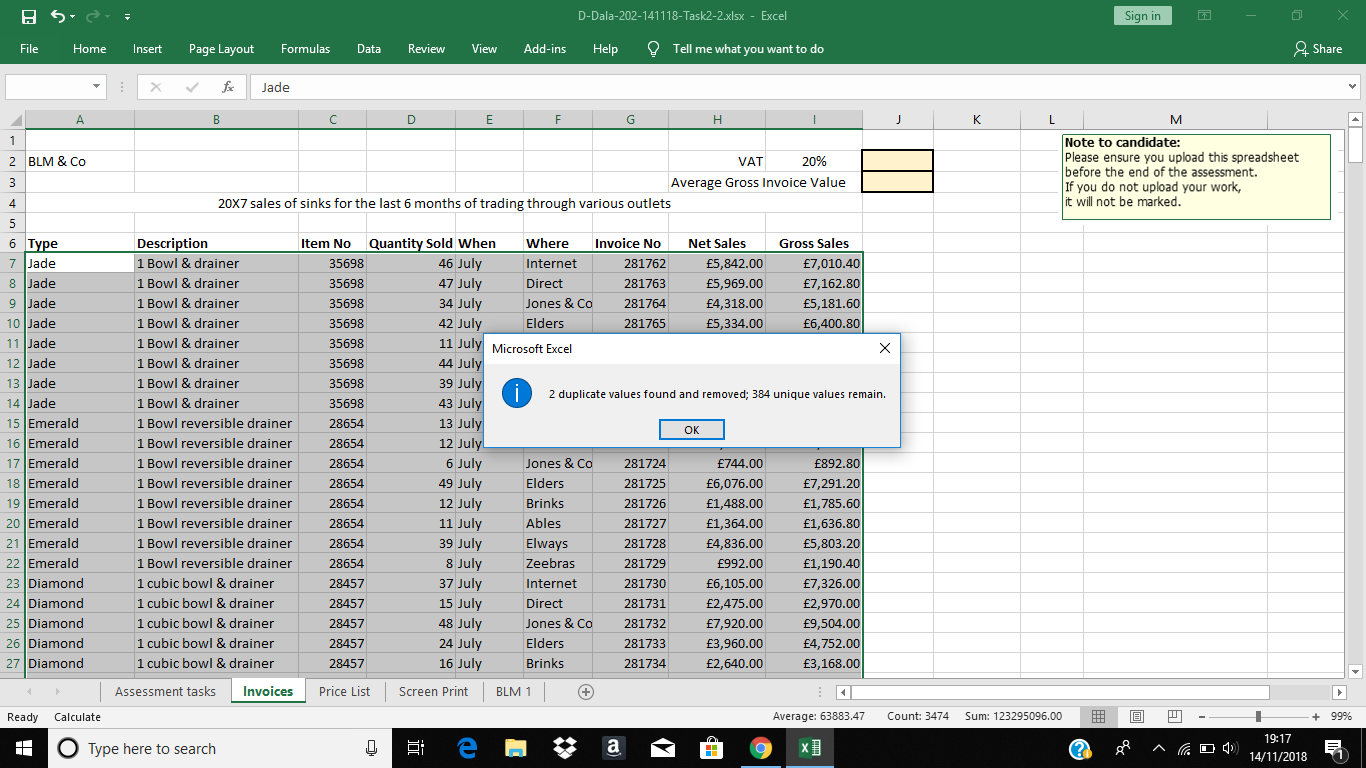 D-Dala-202-141118-Task2-2.xlsx - Excel
Sign in
File Home Insert Page Layout Formulas Data Review View Add-ins Help Tell me what you want to do Share
fx Jade
A B C D E F G H I J K L M
1
2 BLM & Co VAT 20%
3 Average Gross Invoice Value
4 20X7 sales of sinks for the last 6 months of trading through various outlets
5
6 Type Description Item No Quantity Sold When Where Invoice No Net Sales Gross Sales
7 Jade 1 Bowl & drainer 35698 46 July Internet 281762 £5,842.00 £7,010.40
8 Jade 1 Bowl & drainer 35698 47 July Direct 281763 £5,969.00 £7,162.80
9 Jade 1 Bowl & drainer 35698 34 July Jones & Co 281764 £4,318.00 £5,181.60
10 Jade 1 Bowl & drainer 35698 42 July Elders 281765 £5,334.00 £6,400.80
11 Jade 1 Bowl & drainer 35698 11 July
12 Jade 1 Bowl & drainer 35698 44 July
13 Jade 1 Bowl & drainer 35698 39 July
14 Jade 1 Bowl & drainer 35698 43 July
15 Emerald 1 Bowl reversible drainer 28654 13 July
16 Emerald 1 Bowl reversible drainer 28654 12 July
17 Emerald 1 Bowl reversible drainer 28654 6 July Jones & Co 281724 £744.00 £892.80
18 Emerald 1 Bowl reversible drainer 28654 49 July Elders 281725 £6,076.00 £7,291.20
19 Emerald 1 Bowl reversible drainer 28654 12 July Brinks 281726 £1,488.00 £1,785.60
20 Emerald 1 Bowl reversible drainer 28654 11 July Ables 281727 £1,364.00 £1,636.80
21 Emerald 1 Bowl reversible drainer 28654 39 July Elways 281728 £4,836.00 £5,803.20
22 Emerald 1 Bowl reversible drainer 28654 8 July Zeebras 281729 £992.00 £1,190.40
23 Diamond 1 cubic bowl & drainer 28457 37 July Internet 281730 £6,105.00 £7,326.00
24 Diamond 1 cubic bowl & drainer 28457 15 July Direct 281731 £2,475.00 £2,970.00
25 Diamond 1 cubic bowl & drainer 28457 48 July Jones & Co 281732 £7,920.00 £9,504.00
26 Diamond 1 cubic bowl & drainer 28457 24 July Elders 281733 £3,960.00 £4,752.00
27 Diamond 1 cubic bowl & drainer 28457 16 July Brinks 281734 £2,640.00 £3,168.00
Note to candidate:
Please ensure you upload this spreadsheet
before the end of the assessment.
If you do not upload your work,
it will not be marked.
Microsoft Excel
2 duplicate values found and removed; 384 unique values remain.
OK
Assessment tasks Invoices Price List Screen Print BLM 1
Ready Calculate Average: 63883.47 Count: 3474 Sum: 123295096.00 99%
Type here to search
19:17
14/11/2018
1